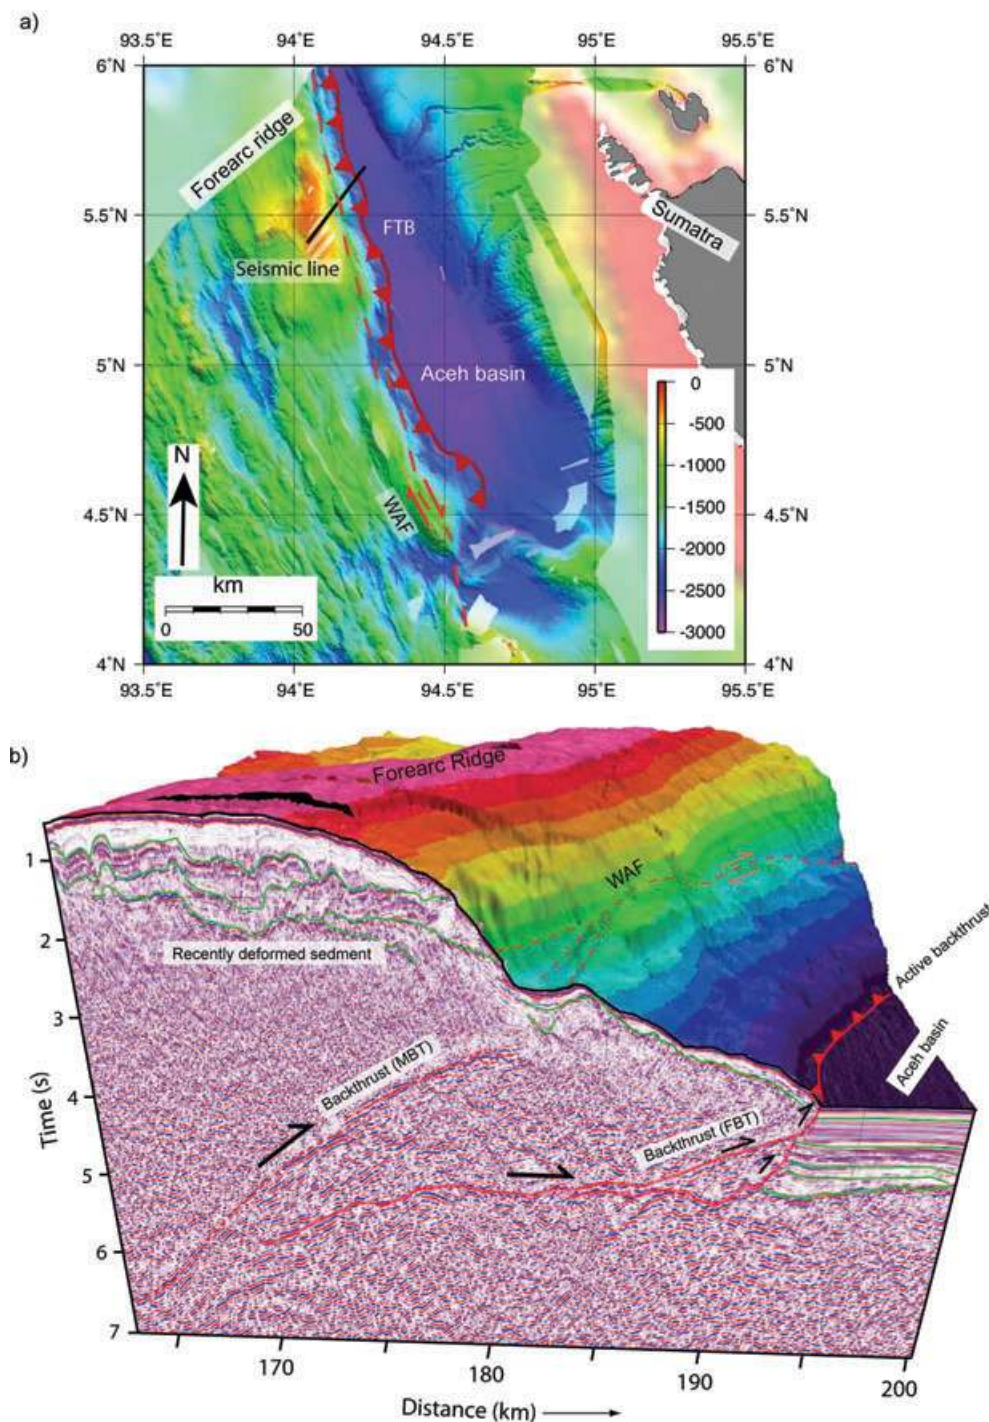 a)
93.5°E 94°E 94.5°E 95°E 95.5°E
6°N 6°N
Forearc ridge
Sumatra
5.5°N 5.5°N
FTB
Seismic line
5°N 5°N
Aceh basin
0
-500
-1000
-1500
-2000
-2500
-3000
N
WAF
4.5°N 4.5°N
km
0 50
4°N 4°N
93.5°E 94°E 94.5°E 95°E 95.5°E
b)
Forearc Ridge
WAF
Recently deformed sediment
Active backthrust
Aceh basin
Backthrust (MBT)
Backthrust (FBT)
1
2
3
4
5
6
7
Time (s)
170 180 190 200
Distance (km)